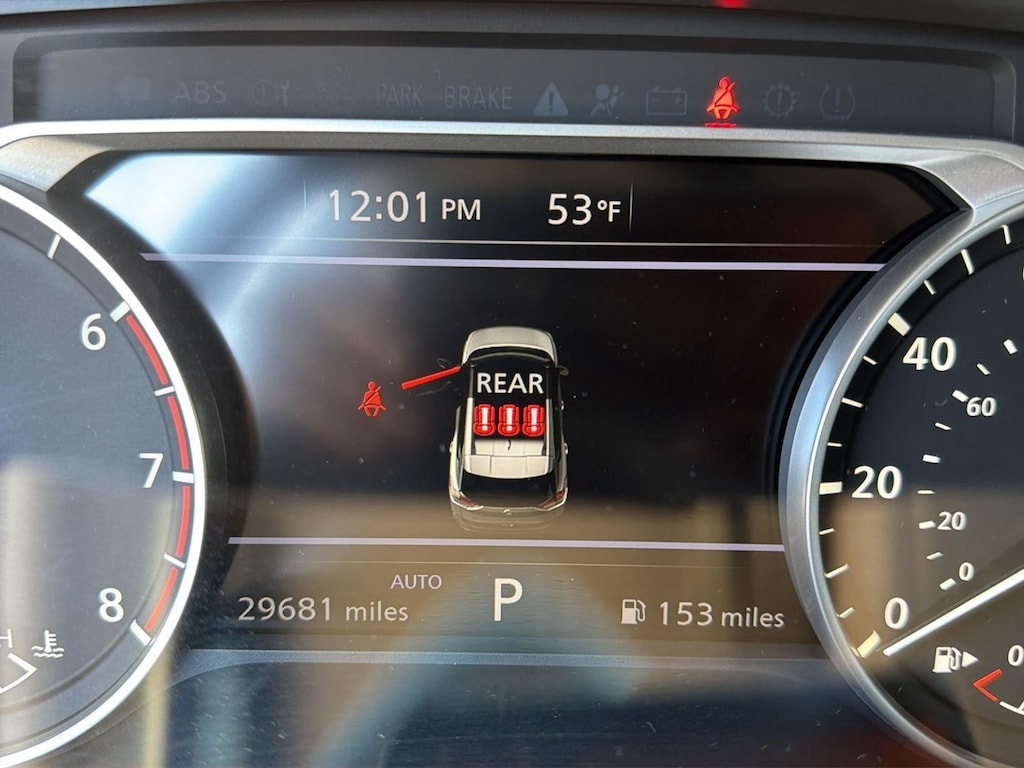 ABS PARK BRAKE
12:01 PM 53°F
6
7
8
REAR
40
60
20
20
0
0
AUTO
29681 miles P 153 miles
H
0